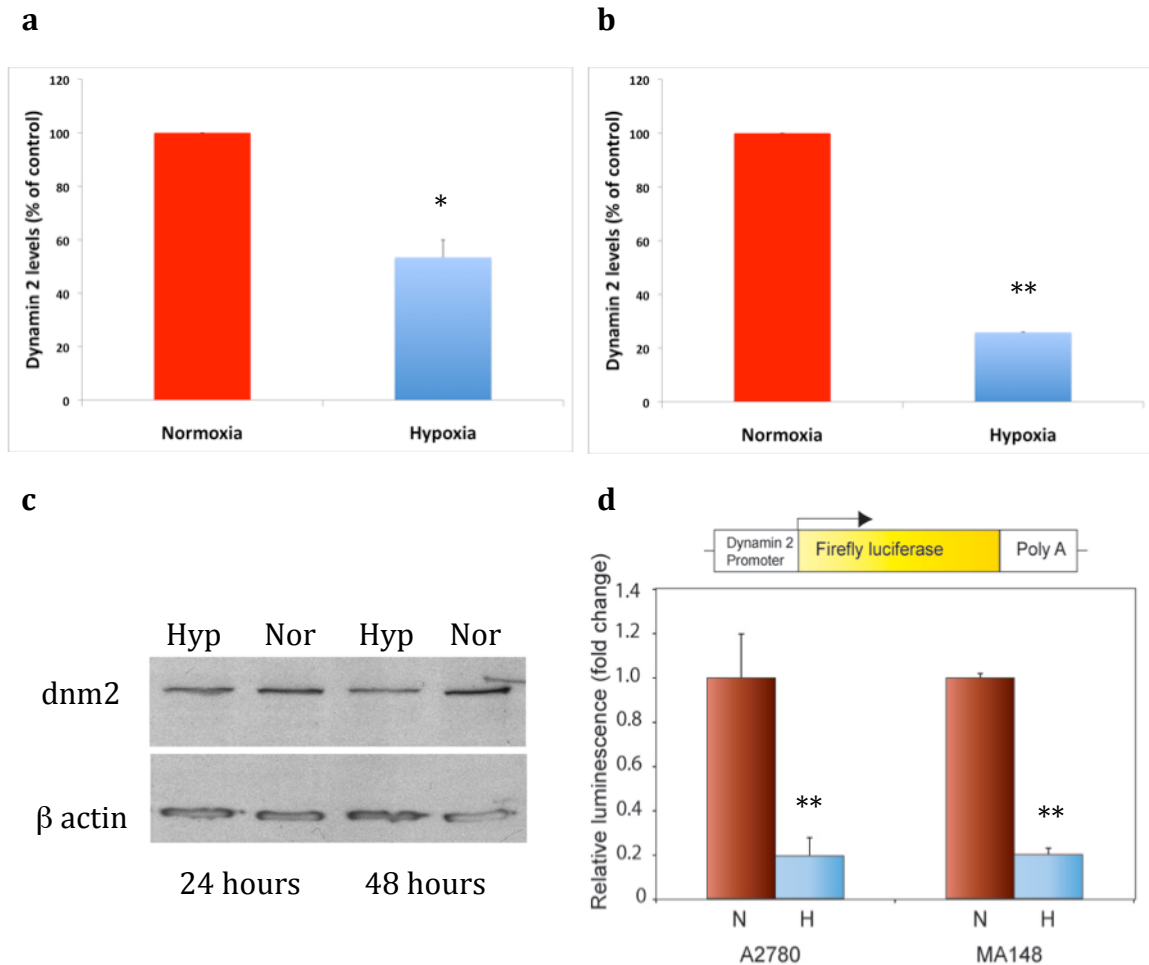 a
120
100
80
60
40
20
0
Dynamin 2 levels (% of control)
*
Normoxia
Hypoxia
b
120
100
80
60
40
20
0
Dynamin 2 levels (% of control)
**
Normoxia
Hypoxia
c
Hyp Nor Hyp Nor
dnm2
β actin
24 hours 48 hours
d
Dynamin 2
Promoter
Firefly luciferase
Poly A
1.4
1.2
1.0
0.8
0.6
0.4
0.2
0
Relative luminescence (fold change)
**
**
N H N H
A2780 MA148